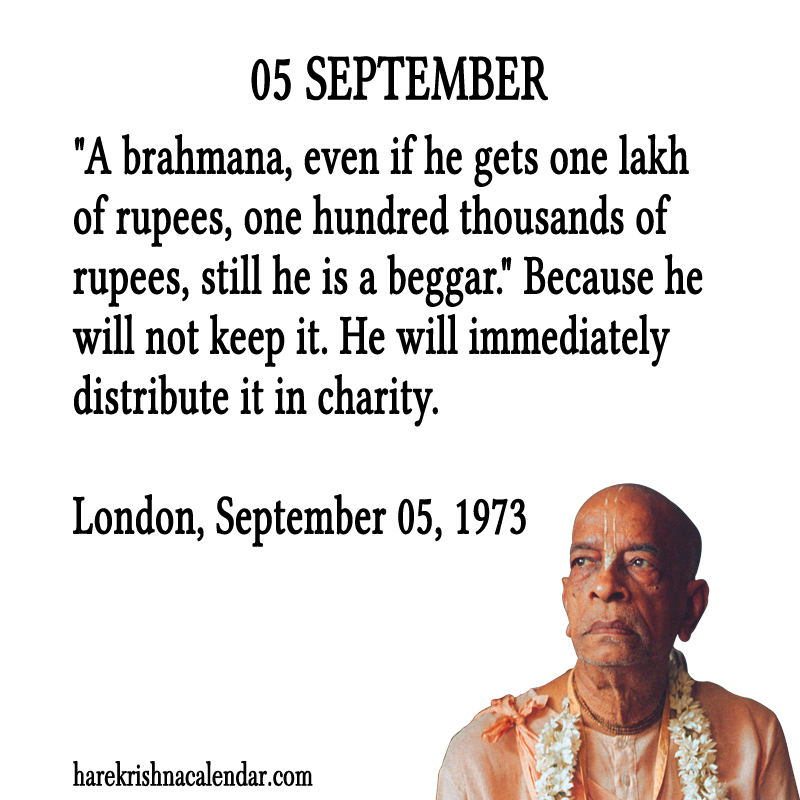 05 SEPTEMBER
"A brahmana, even if he gets one lakh
of rupees, one hundred thousands of
rupees, still he is a beggar." Because he
will not keep it. He will immediately
distribute it in charity.
London, September 05, 1973
harekrishnacalendar.com